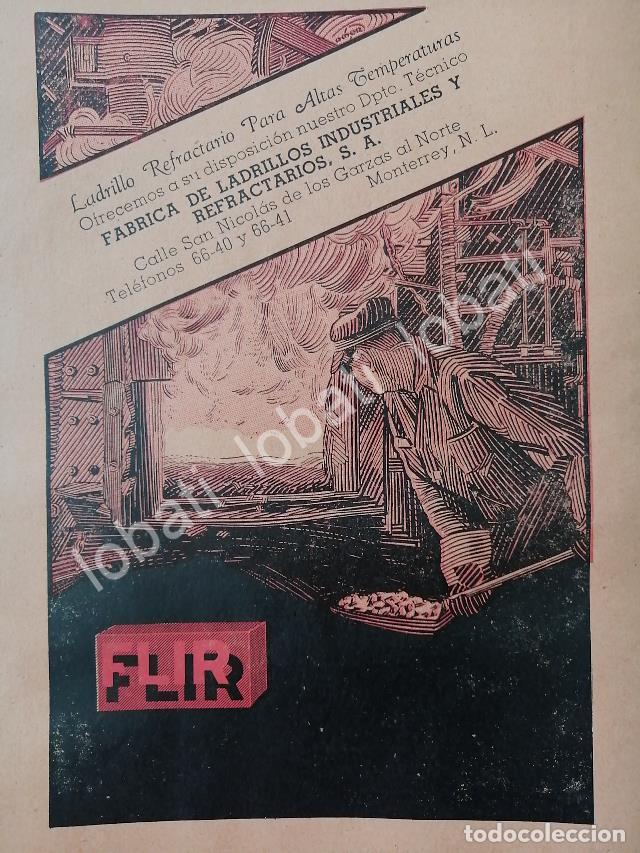 Ladrillo Refractario Para Altas Temperaturas
Ofrecemos a su disposición nuestro Dpto. Técnico
FABRICA DE LADRILLOS INDUSTRIALES Y
REFRACTARIOS, S. A.
Calle San Nicolás de los Garzas al Norte
Teléfonos 66-40 y 66-41
Monterrey, N. L.
lobati lobati lobati
FLIR
todocoleccion